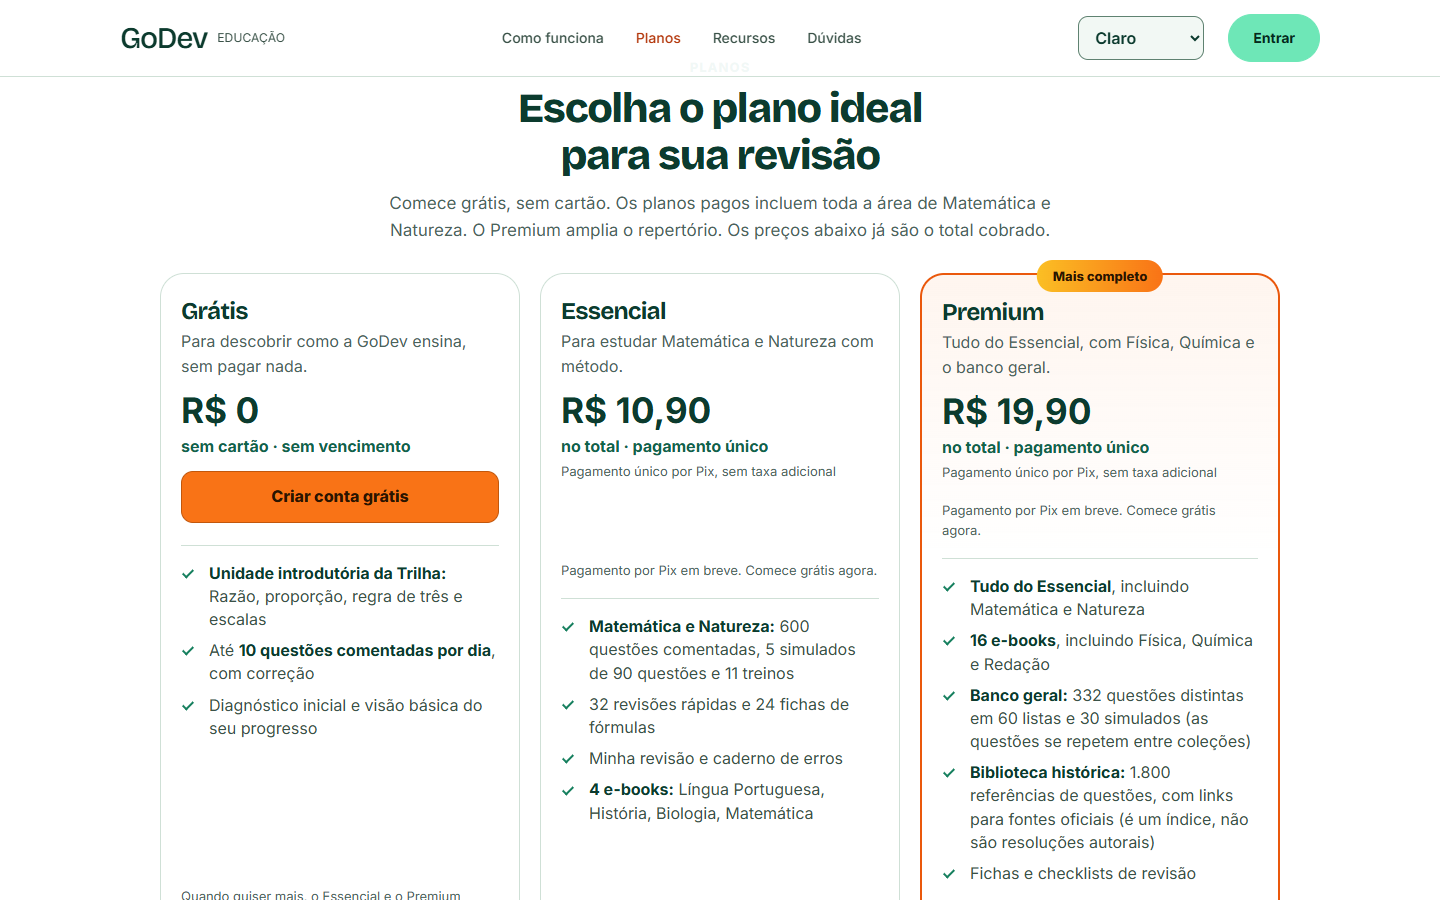 GoDev EDUCAÇÃO
Como funciona
Planos
Recursos
Dúvidas
Claro
Entrar
PLANOS
Escolha o plano ideal
para sua revisão
Comece grátis, sem cartão. Os planos pagos incluem toda a área de Matemática e
Natureza. O Premium amplia o repertório. Os preços abaixo já são o total cobrado.
Grátis
Para descobrir como a GoDev ensina,
sem pagar nada.
R$ 0
sem cartão · sem vencimento
Criar conta grátis
Unidade introdutória da Trilha:
Razão, proporção, regra de três e
escalas
Até 10 questões comentadas por dia,
com correção
Diagnóstico inicial e visão básica do
seu progresso
Quando quiser mais, o Essencial e o Premium
Essencial
Para estudar Matemática e Natureza com
método.
R$ 10,90
no total · pagamento único
Pagamento único por Pix, sem taxa adicional
Pagamento por Pix em breve. Comece grátis agora.
Matemática e Natureza: 600
questões comentadas, 5 simulados
de 90 questões e 11 treinos
32 revisões rápidas e 24 fichas de
fórmulas
Minha revisão e caderno de erros
4 e-books: Língua Portuguesa,
História, Biologia, Matemática
Mais completo
Premium
Tudo do Essencial, com Física, Química e
o banco geral.
R$ 19,90
no total · pagamento único
Pagamento único por Pix, sem taxa adicional
Pagamento por Pix em breve. Comece grátis
agora.
Tudo do Essencial, incluindo
Matemática e Natureza
16 e-books, incluindo Física, Química
e Redação
Banco geral: 332 questões distintas
em 60 listas e 30 simulados (as
questões se repetem entre coleções)
Biblioteca histórica: 1.800
referências de questões, com links
para fontes oficiais (é um índice, não
são resoluções autorais)
Fichas e checklists de revisão